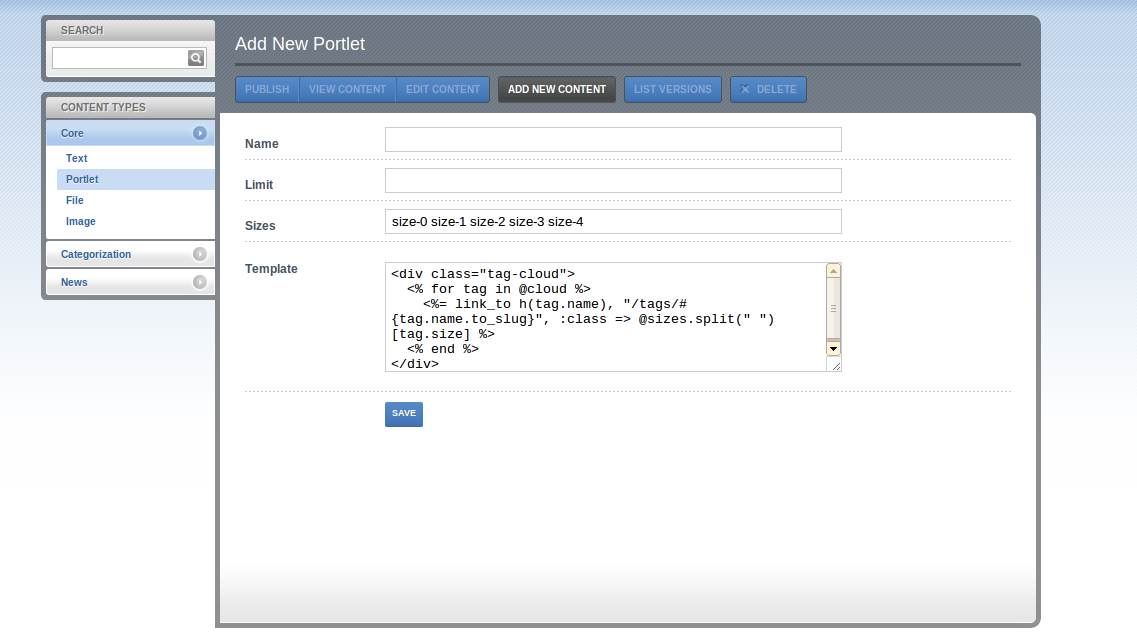 SEARCH
CONTENT TYPES
Core
Text
Portlet
File
Image
Categorization
News
Add New Portlet
PUBLISH VIEW CONTENT EDIT CONTENT ADD NEW CONTENT LIST VERSIONS DELETE
Name
Limit
Sizes size-0 size-1 size-2 size-3 size-4
Template
<div class="tag-cloud">
  <% for tag in @cloud %>
    <%= link_to h(tag.name), "/tags/#
{tag.name.to_slug}", :class => @sizes.split(" ")
[tag.size] %>
  <% end %>
</div>
SAVE